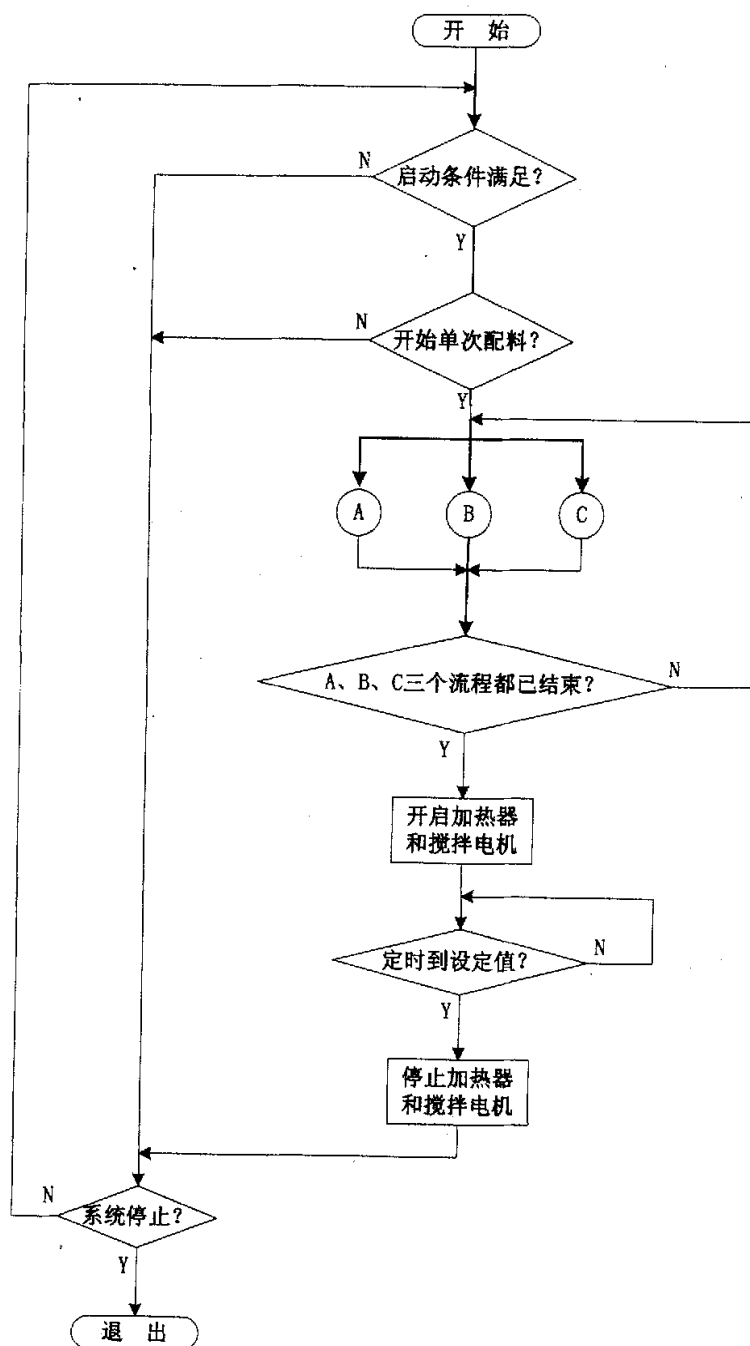 开 始
N
启动条件满足？
Y
N
开始单次配料？
Y
A
B
C
A、B、C三个流程都已结束？
N
Y
开启加热器
和搅拌电机
定时到设定值？
N
Y
停止加热器
和搅拌电机
N
系统停止？
Y
退 出